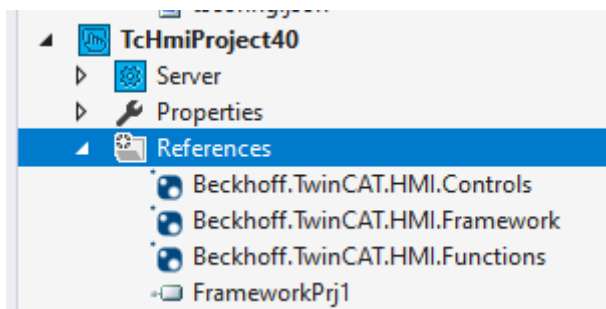 TcHmiProject40
Server
Properties
References
Beckhoff.TwinCAT.HMI.Controls
Beckhoff.TwinCAT.HMI.Framework
Beckhoff.TwinCAT.HMI.Functions
FrameworkPrj1